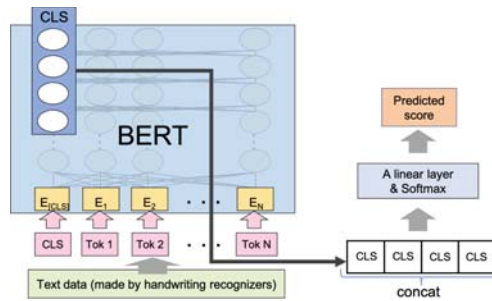 CLS
BERT
E[CLS] E1 E2 . . . EN
CLS Tok 1 Tok 2 . . . Tok N
Text data (made by handwriting recognizers)
Predicted
score
A linear layer
& Softmax
CLS CLS CLS CLS
concat